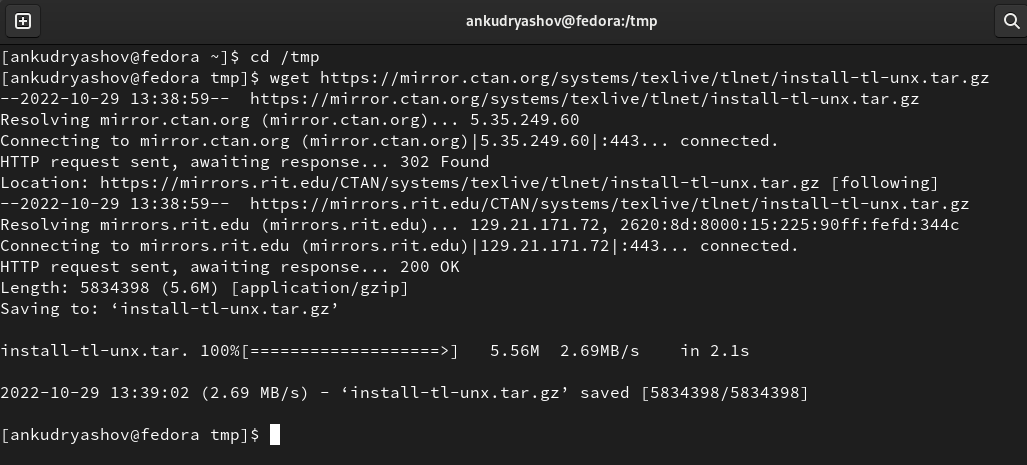 ankudryashov@fedora:/tmp
[ankudryashov@fedora ~]$ cd /tmp
[ankudryashov@fedora tmp]$ wget https://mirror.ctan.org/systems/texlive/tlnet/install-tl-unx.tar.gz
--2022-10-29 13:38:59--  https://mirror.ctan.org/systems/texlive/tlnet/install-tl-unx.tar.gz
Resolving mirror.ctan.org (mirror.ctan.org)... 5.35.249.60
Connecting to mirror.ctan.org (mirror.ctan.org)|5.35.249.60|:443... connected.
HTTP request sent, awaiting response... 302 Found
Location: https://mirrors.rit.edu/CTAN/systems/texlive/tlnet/install-tl-unx.tar.gz [following]
--2022-10-29 13:38:59--  https://mirrors.rit.edu/CTAN/systems/texlive/tlnet/install-tl-unx.tar.gz
Resolving mirrors.rit.edu (mirrors.rit.edu)... 129.21.171.72, 2620:8d:8000:15:225:90ff:fefd:344c
Connecting to mirrors.rit.edu (mirrors.rit.edu)|129.21.171.72|:443... connected.
HTTP request sent, awaiting response... 200 OK
Length: 5834398 (5.6M) [application/gzip]
Saving to: ‘install-tl-unx.tar.gz’
install-tl-unx.tar. 100%[===================>]   5.56M  2.69MB/s    in 2.1s
2022-10-29 13:39:02 (2.69 MB/s) - ‘install-tl-unx.tar.gz’ saved [5834398/5834398]
[ankudryashov@fedora tmp]$